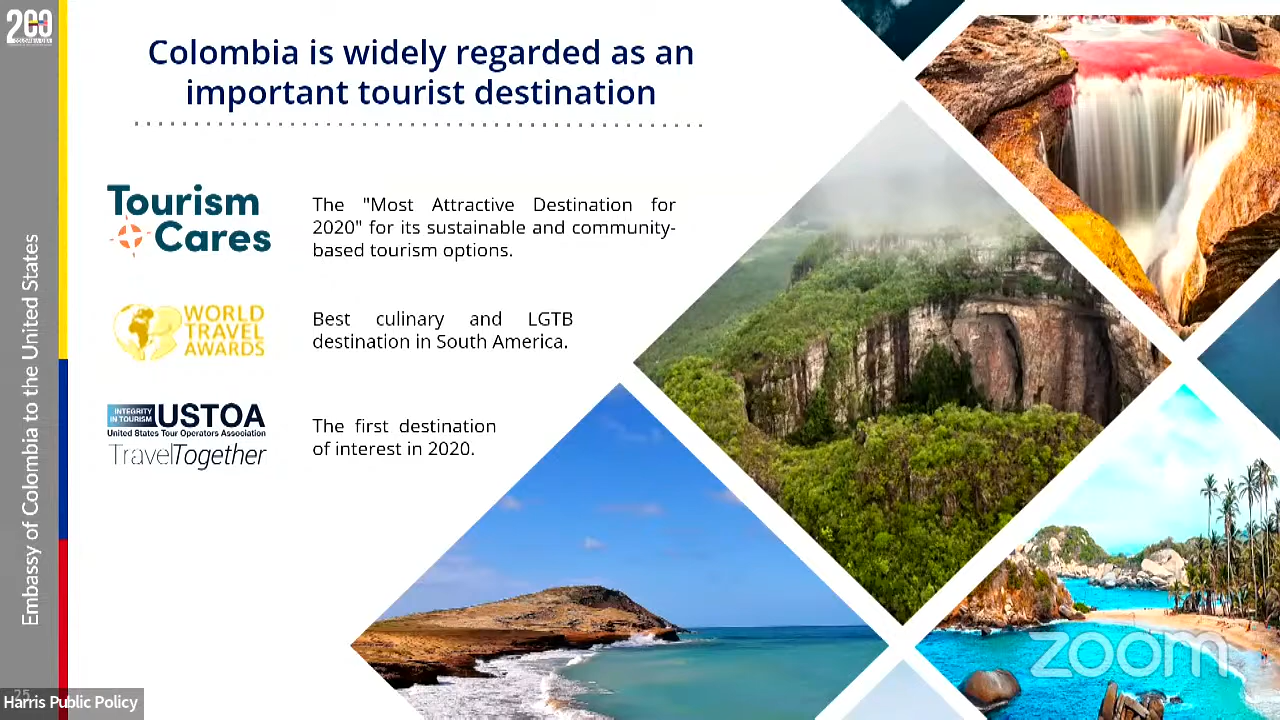 200
Colombia is widely regarded as an
important tourist destination
Tourism
Cares
The "Most Attractive Destination for
2020" for its sustainable and community-
based tourism options.
WORLD
TRAVEL
AWARDS
Best culinary and LGTB
destination in South America.
INTEGRITY
IN TOURISM
USTOA
United States Tour Operators Association
TravelTogether
The first destination
of interest in 2020.
Embassy of Colombia to the United States
25
Harris Public Policy
zoom